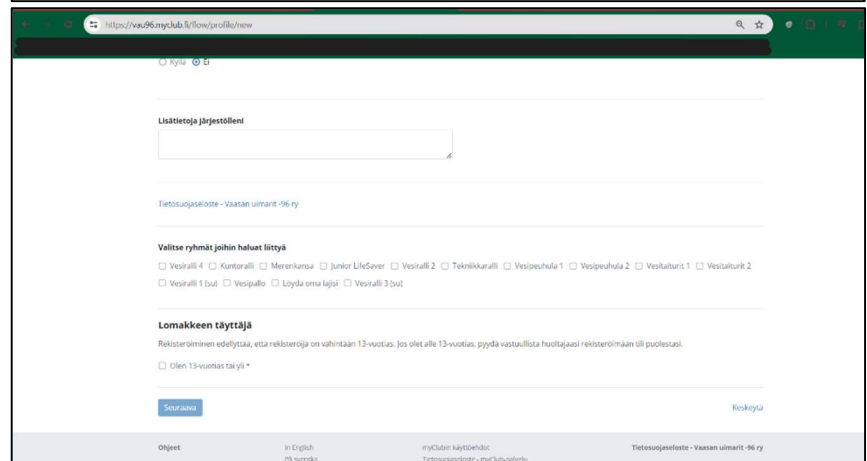 https://vau96.myclub.fi/flow/profile/new
Kyllä Ei
Lisätietoja järjestölleni
Tietosuojaseloste - Vaasan uimarit -96 ry
Valitse ryhmät joihin haluat liittyä
Vesiralli 4 Kuntoralli Merenkansa Junior LifeSaver Vesiralli 2 Tekniikkaralli Vesipeuhula 1 Vesipeuhula 2 Vesitaiturit 1 Vesitaiturit 2
Vesiralli 1 (su) Vesipallo Löydä oma lajisi Vesiralli 3 (su)
Lomakkeen täyttäjä
Rekisteröiminen edellyttää, että rekisteröijä on vähintään 13-vuotias. Jos olet alle 13-vuotias, pyydä vastuullista huoltajaasi rekisteröimään tili puolestasi.
Olen 13-vuotias tai yli *
Seuraava Keskeytä
Ohjeet In English myClubin käyttöehdot Tietosuojaseloste - Vaasan uimarit -96 ry
På svenska Tietosuojaseloste - myClub-palvelu